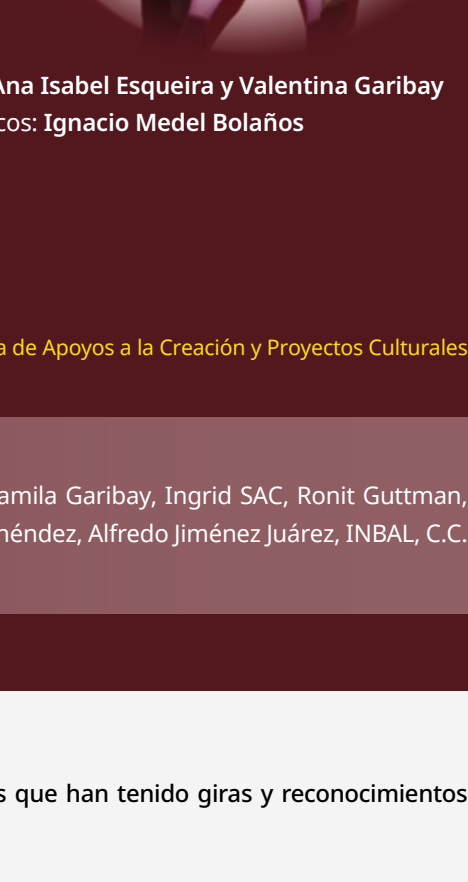 Ana Isabel Esqueira y Valentina Garibay
cos: Ignacio Medel Bolaños
a de Apoyos a la Creación y Proyectos Culturales
amila Garibay, Ingrid SAC, Ronit Guttman,
néndez, Alfredo Jiménez Juárez, INBAL, C.C.
s que han tenido giras y reconocimientos